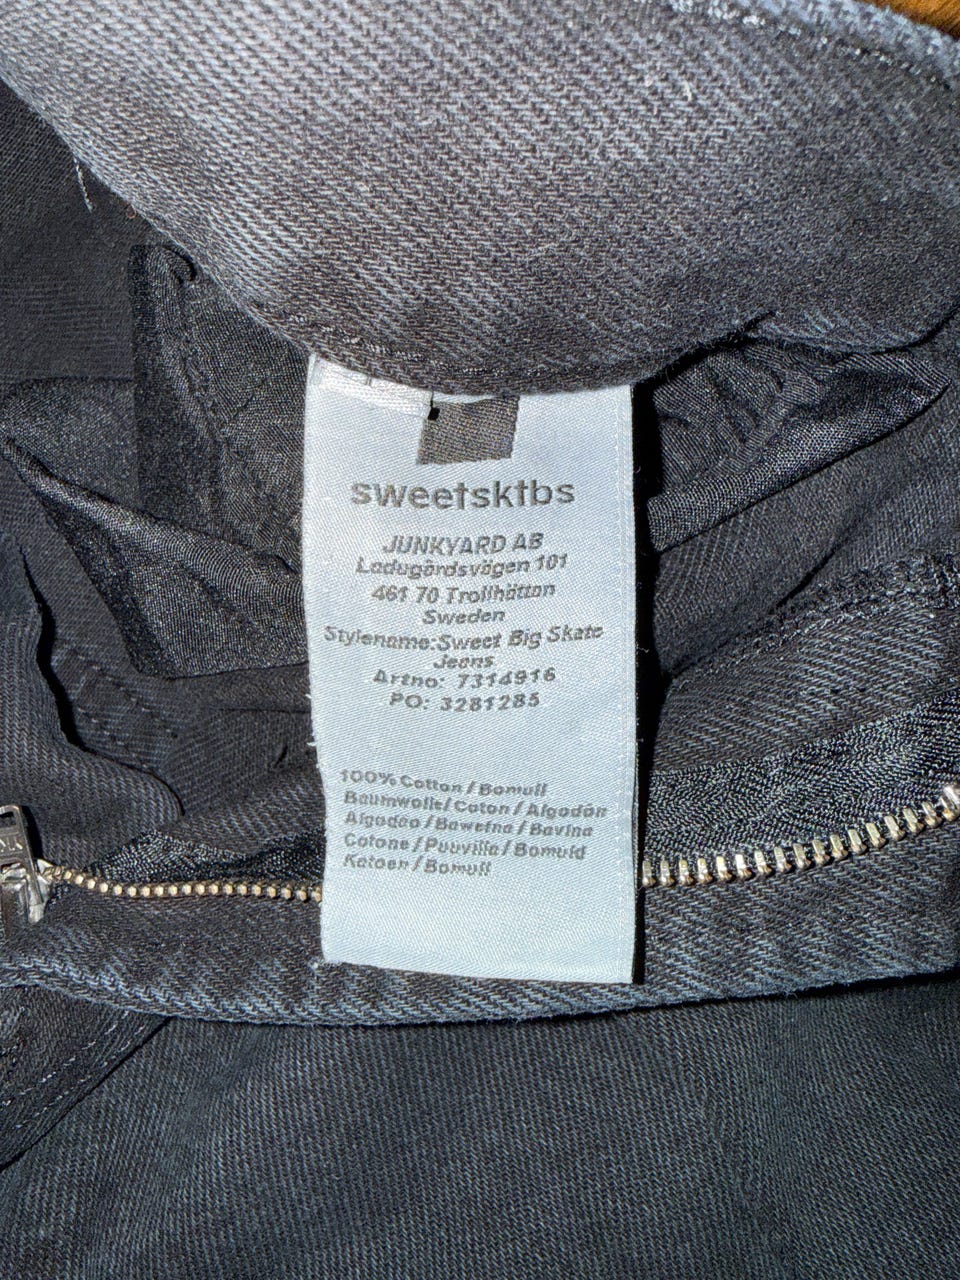 sweetsktbs
JUNKYARD AB
Ladugårdsvägen 101
461 70 Trollhättan
Sweden
Stylename:Sweet Big Skate
Jeans
Artno: 7314916
PO: 3281285
100% Cotton / Bomull
Baumwolle / Coton / Algodón
Algodao / Bawełna / Bavlna
Cotone / Puuvilla / Bomuld
Katoen / Bomull